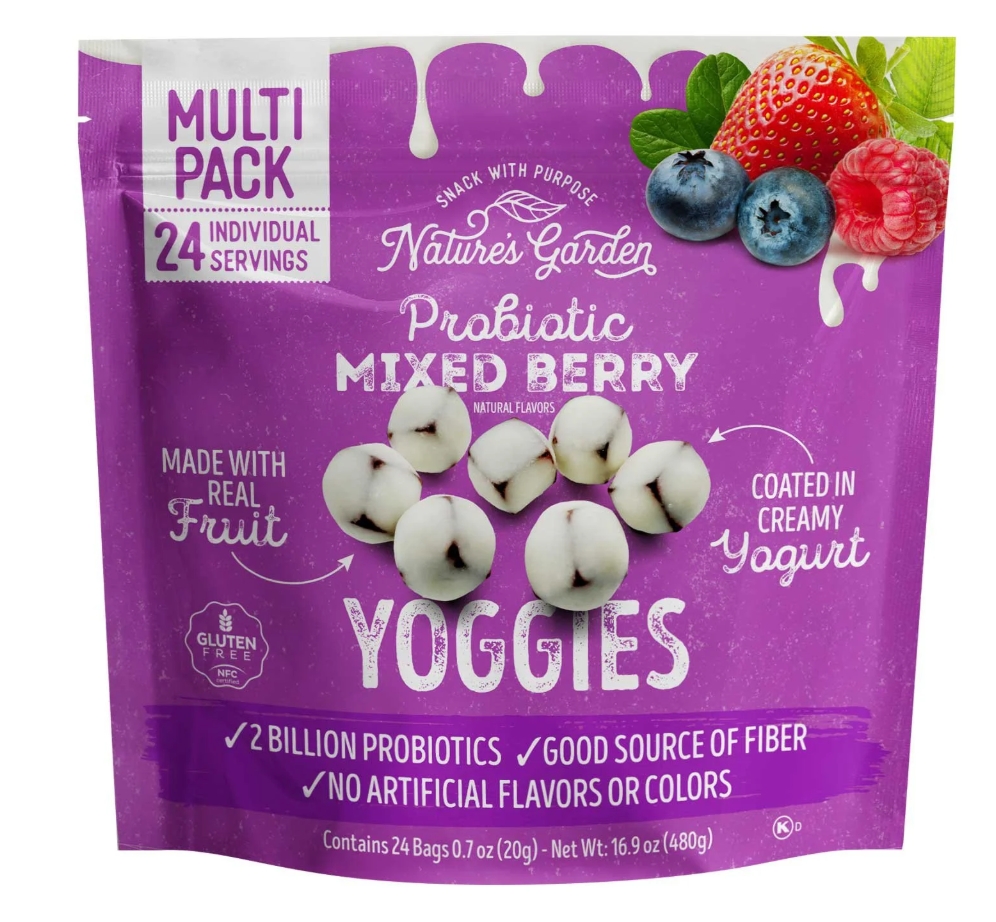 MULTI
PACK
24 INDIVIDUAL
SERVINGS
SNACK WITH PURPOSE
Nature's Garden
Probiotic
MIXED BERRY
NATURAL FLAVORS
MADE WITH
REAL
Fruit
COATED IN
CREAMY
Yogurt
YOGGIES
GLUTEN
FREE
NFC
certified
✓2 BILLION PROBIOTICS ✓GOOD SOURCE OF FIBER
✓NO ARTIFICIAL FLAVORS OR COLORS
Contains 24 Bags 0.7 oz (20g) - Net Wt: 16.9 oz (480g)
K D